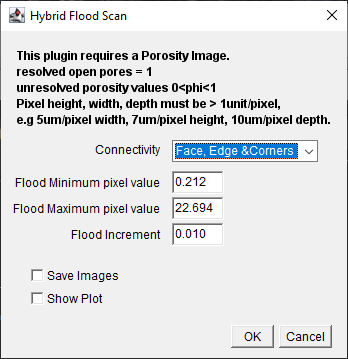 Hybrid Flood Scan
This plugin requires a Porosity Image.
resolved open pores = 1
unresolved porosity values 0<phi<1
Pixel height, width, depth must be > 1unit/pixel,
e.g 5um/pixel width, 7um/pixel height, 10um/pixel depth.
Connectivity Face, Edge &Corners
Flood Minimum pixel value 0.212
Flood Maximum pixel value 22.694
Flood Increment 0.010
Save Images
Show Plot
OK Cancel